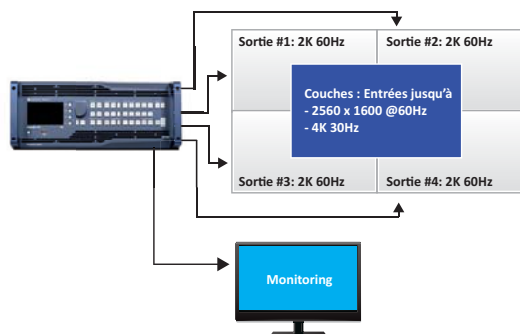 Sortie #1: 2K 60Hz
Sortie #2: 2K 60Hz
Couches : Entrées jusqu'à
- 2560 x 1600 @60Hz
- 4K 30Hz
Sortie #3: 2K 60Hz
Sortie #4: 2K 60Hz
Monitoring